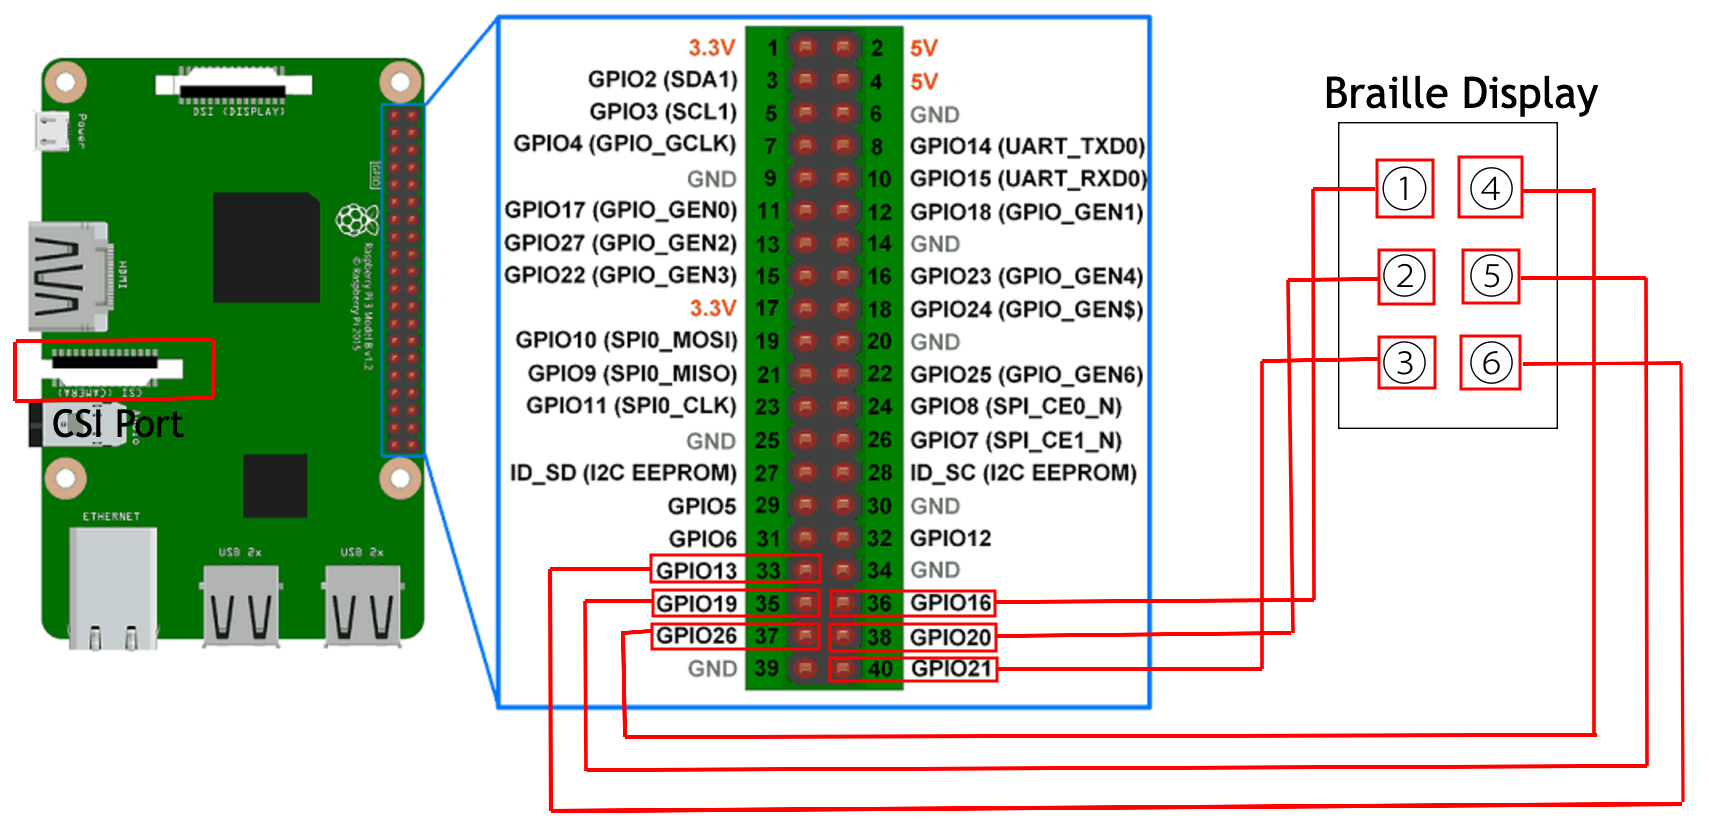 DSI (DISPLAY)
Power
GPIO
HDMI
Raspberry Pi 3 Model B v1.2
© Raspberry Pi 2015
CSI (CAMERA)
CSI Port
ETHERNET
USB 2x
USB 2x
3.3V 1 2 5V
GPIO2 (SDA1) 3 4 5V
GPIO3 (SCL1) 5 6 GND
GPIO4 (GPIO_GCLK) 7 8 GPIO14 (UART_TXD0)
GND 9 10 GPIO15 (UART_RXD0)
GPIO17 (GPIO_GEN0) 11 12 GPIO18 (GPIO_GEN1)
GPIO27 (GPIO_GEN2) 13 14 GND
GPIO22 (GPIO_GEN3) 15 16 GPIO23 (GPIO_GEN4)
3.3V 17 18 GPIO24 (GPIO_GEN$)
GPIO10 (SPI0_MOSI) 19 20 GND
GPIO9 (SPI0_MISO) 21 22 GPIO25 (GPIO_GEN6)
GPIO11 (SPI0_CLK) 23 24 GPIO8 (SPI_CE0_N)
GND 25 26 GPIO7 (SPI_CE1_N)
ID_SD (I2C EEPROM) 27 28 ID_SC (I2C EEPROM)
GPIO5 29 30 GND
GPIO6 31 32 GPIO12
GPIO13 33 34 GND
GPIO19 35 36 GPIO16
GPIO26 37 38 GPIO20
GND 39 40 GPIO21
Braille Display
① ④
② ⑤
③ ⑥